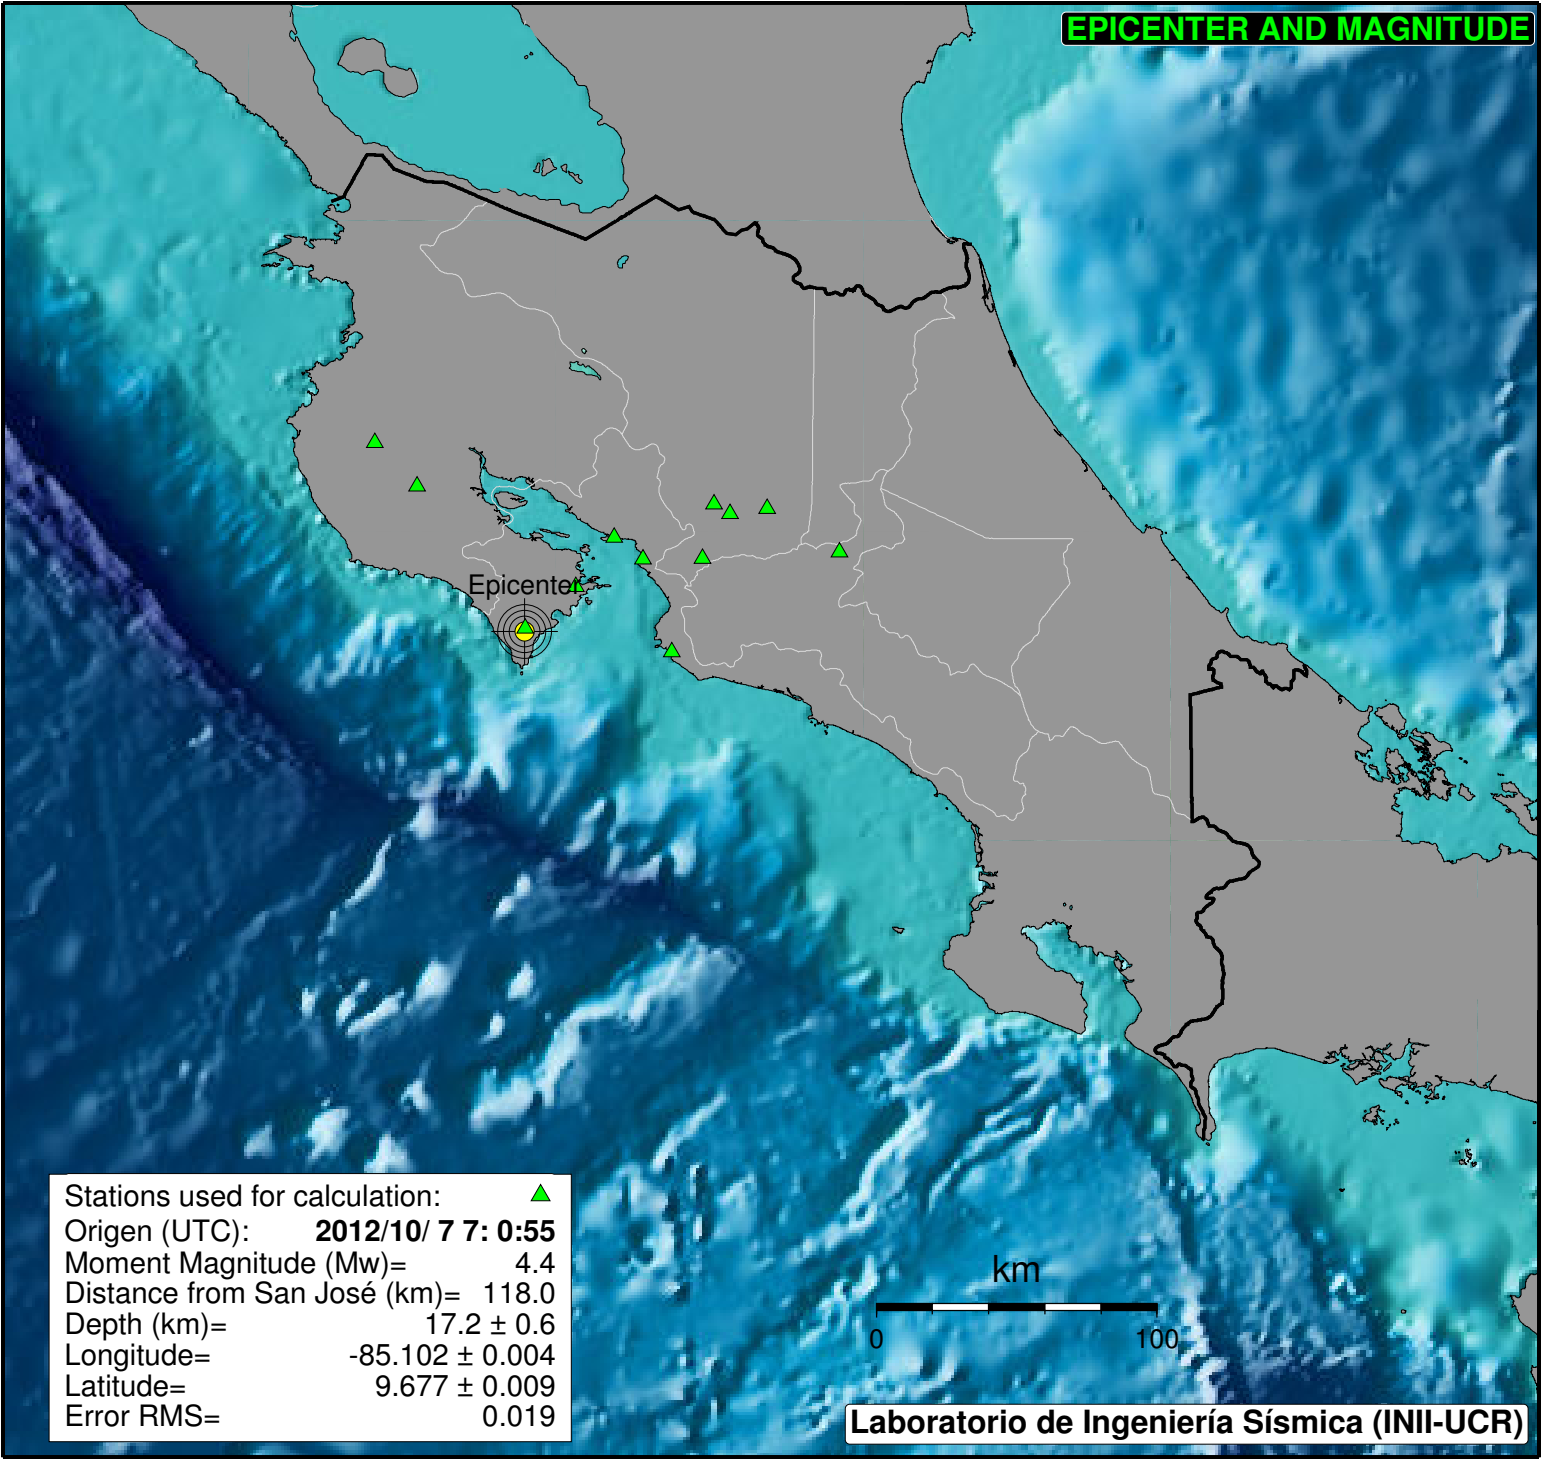 EPICENTER AND MAGNITUDE
Epicenter
Stations used for calculation:
Origen (UTC): 2012/10/ 7 7: 0:55
Moment Magnitude (Mw)= 4.4
Distance from San José (km)= 118.0
Depth (km)= 17.2 ± 0.6
Longitude= -85.102 ± 0.004
Latitude= 9.677 ± 0.009
Error RMS= 0.019
km
0 100
Laboratorio de Ingeniería Sísmica (INII-UCR)